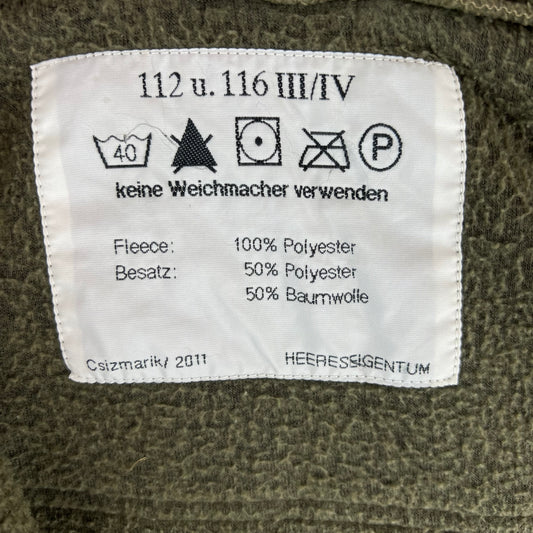 112 u. 116 III/IV
40 P
keine Weichmacher verwenden
Fleece: 100% Polyester
Besatz: 50% Polyester
50% Baumwolle
Csizmarik/ 2011 HEERESEIGENTUM